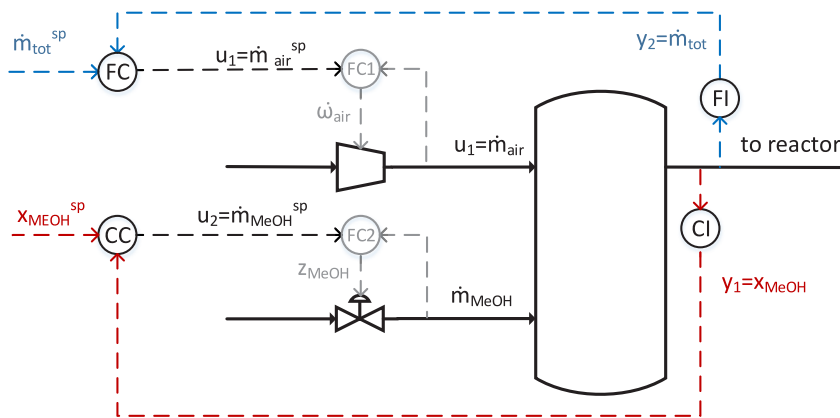 ṁtot^sp
FC
u1=ṁ air^sp
FC1
y2=ṁtot
FI
ω̇air
u1=ṁair
to reactor
xMEOH^sp
CC
u2=ṁMeOH^sp
FC2
CI
zMeOH
ṁMeOH
y1=xMeOH